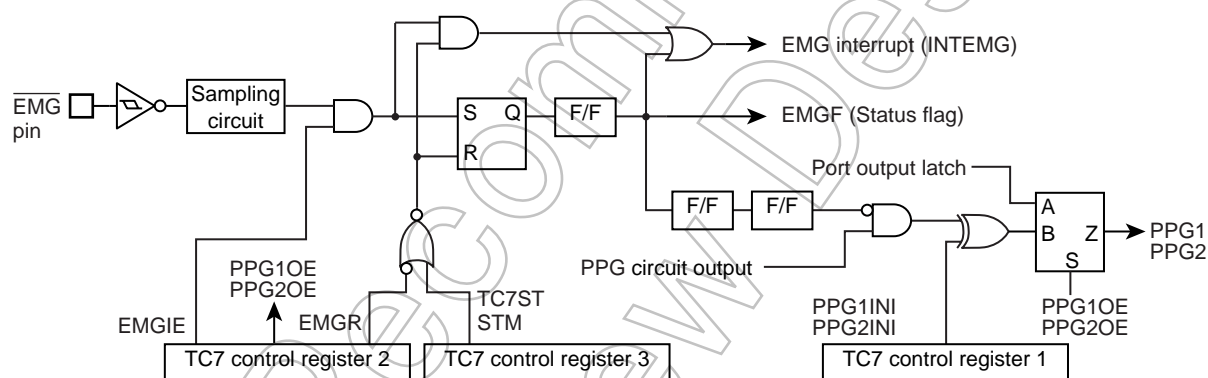 EMG interrupt (INTEMG)
EMG
pin
Sampling
circuit
S Q
R
F/F
EMGF (Status flag)
Port output latch
F/F
F/F
A
B Z
S
PPG1
PPG2
PPG circuit output
PPG1OE
PPG2OE
EMGIE
EMGR
TC7ST
STM
PPG1INI
PPG2INI
PPG1OE
PPG2OE
TC7 control register 2
TC7 control register 3
TC7 control register 1